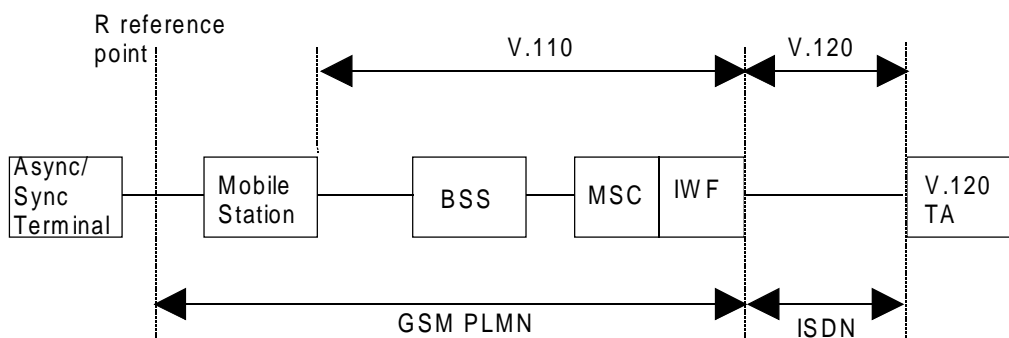 R reference
point
V.110
V.120
Async/
Sync
Terminal
Mobile
Station
BSS
MSC
IWF
V.120
TA
GSM PLMN
ISDN